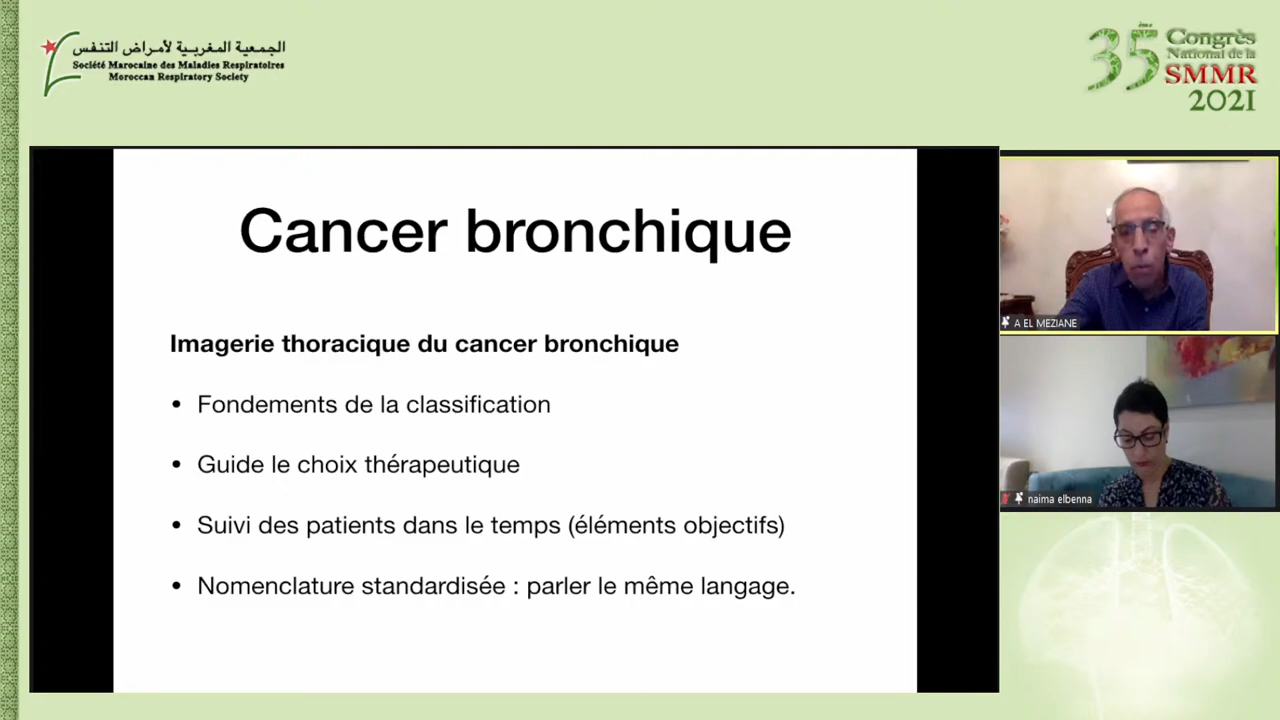 الجمعية المغربية لأمراض التنفس
Société Marocaine des Maladies Respiratoires
Moroccan Respiratory Society
35ème Congrès
National de la
SMMR
2021
Cancer bronchique
Imagerie thoracique du cancer bronchique
• Fondements de la classification
• Guide le choix thérapeutique
• Suivi des patients dans le temps (éléments objectifs)
• Nomenclature standardisée : parler le même langage.
A EL MEZIANE
naima elbenna